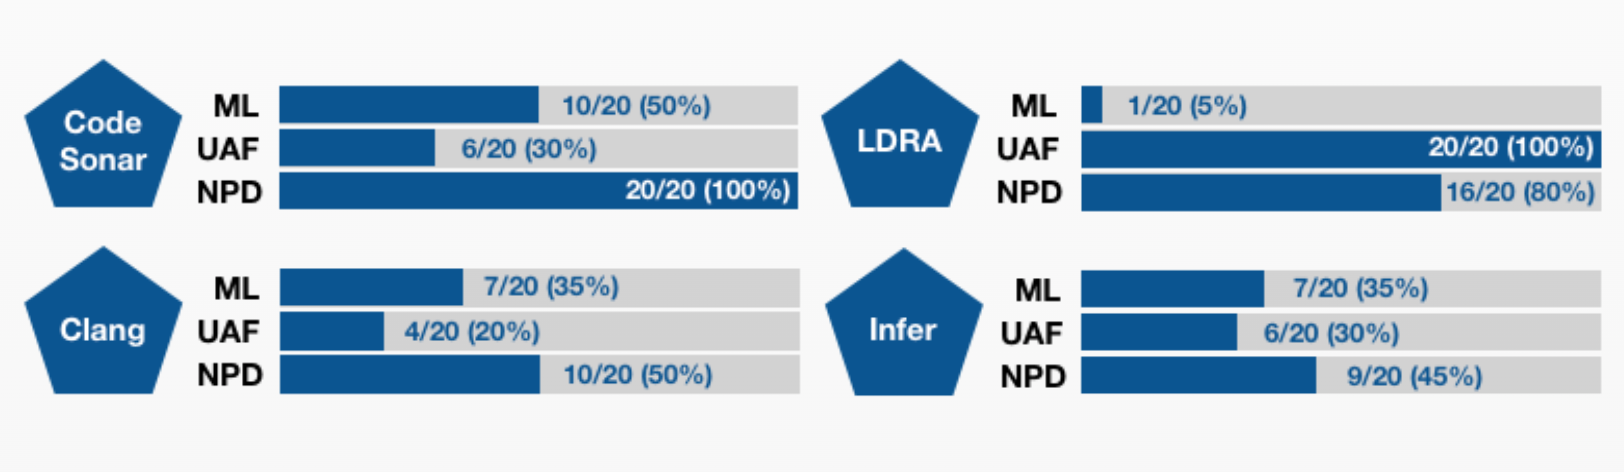 Code
Sonar
ML 10/20 (50%)
UAF 6/20 (30%)
NPD 20/20 (100%)
LDRA
ML 1/20 (5%)
UAF 20/20 (100%)
NPD 16/20 (80%)
Clang
ML 7/20 (35%)
UAF 4/20 (20%)
NPD 10/20 (50%)
Infer
ML 7/20 (35%)
UAF 6/20 (30%)
NPD 9/20 (45%)